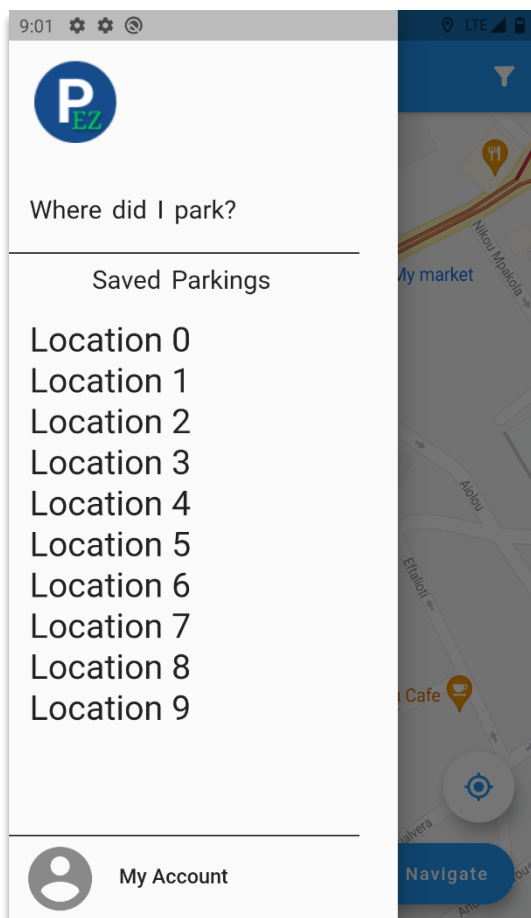 9:01
LTE
P
EZ
Where did I park?
Saved Parkings
Location 0
Location 1
Location 2
Location 3
Location 4
Location 5
Location 6
Location 7
Location 8
Location 9
My Account
Nikou Mpakola
My market
Aiolou
Eftalioti
Cafe
Navigate